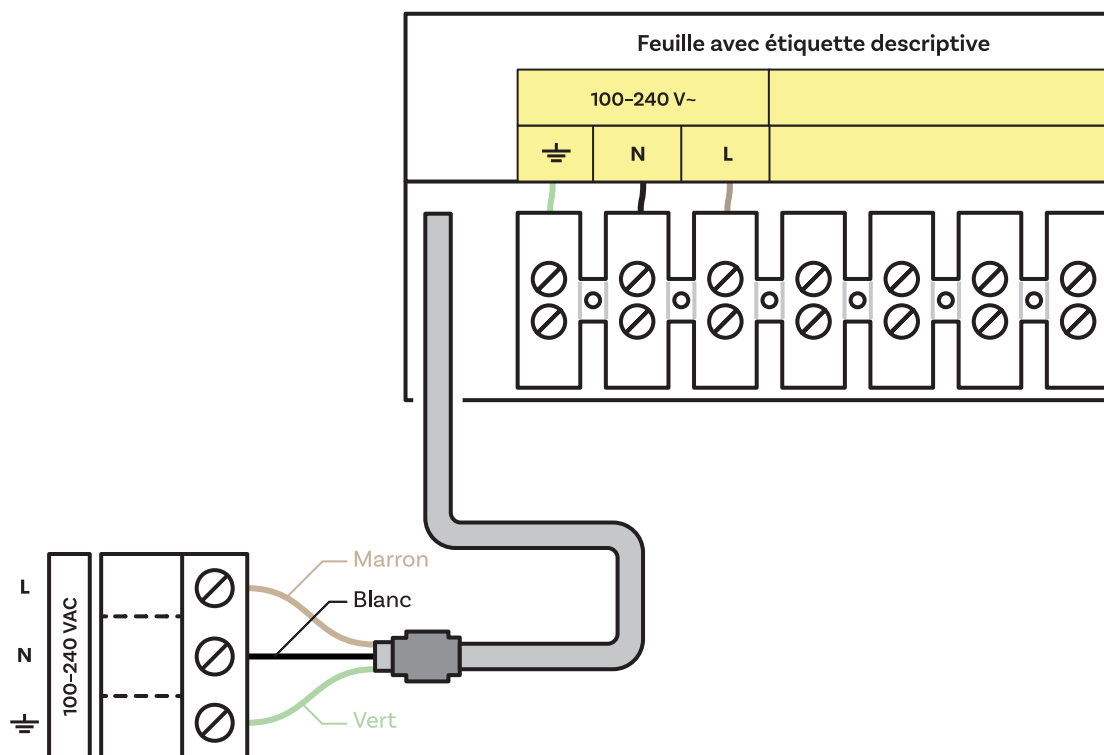 Feuille avec étiquette descriptive
100–240 V~
N
L
Marron
L
Blanc
N
100–240 VAC
Vert